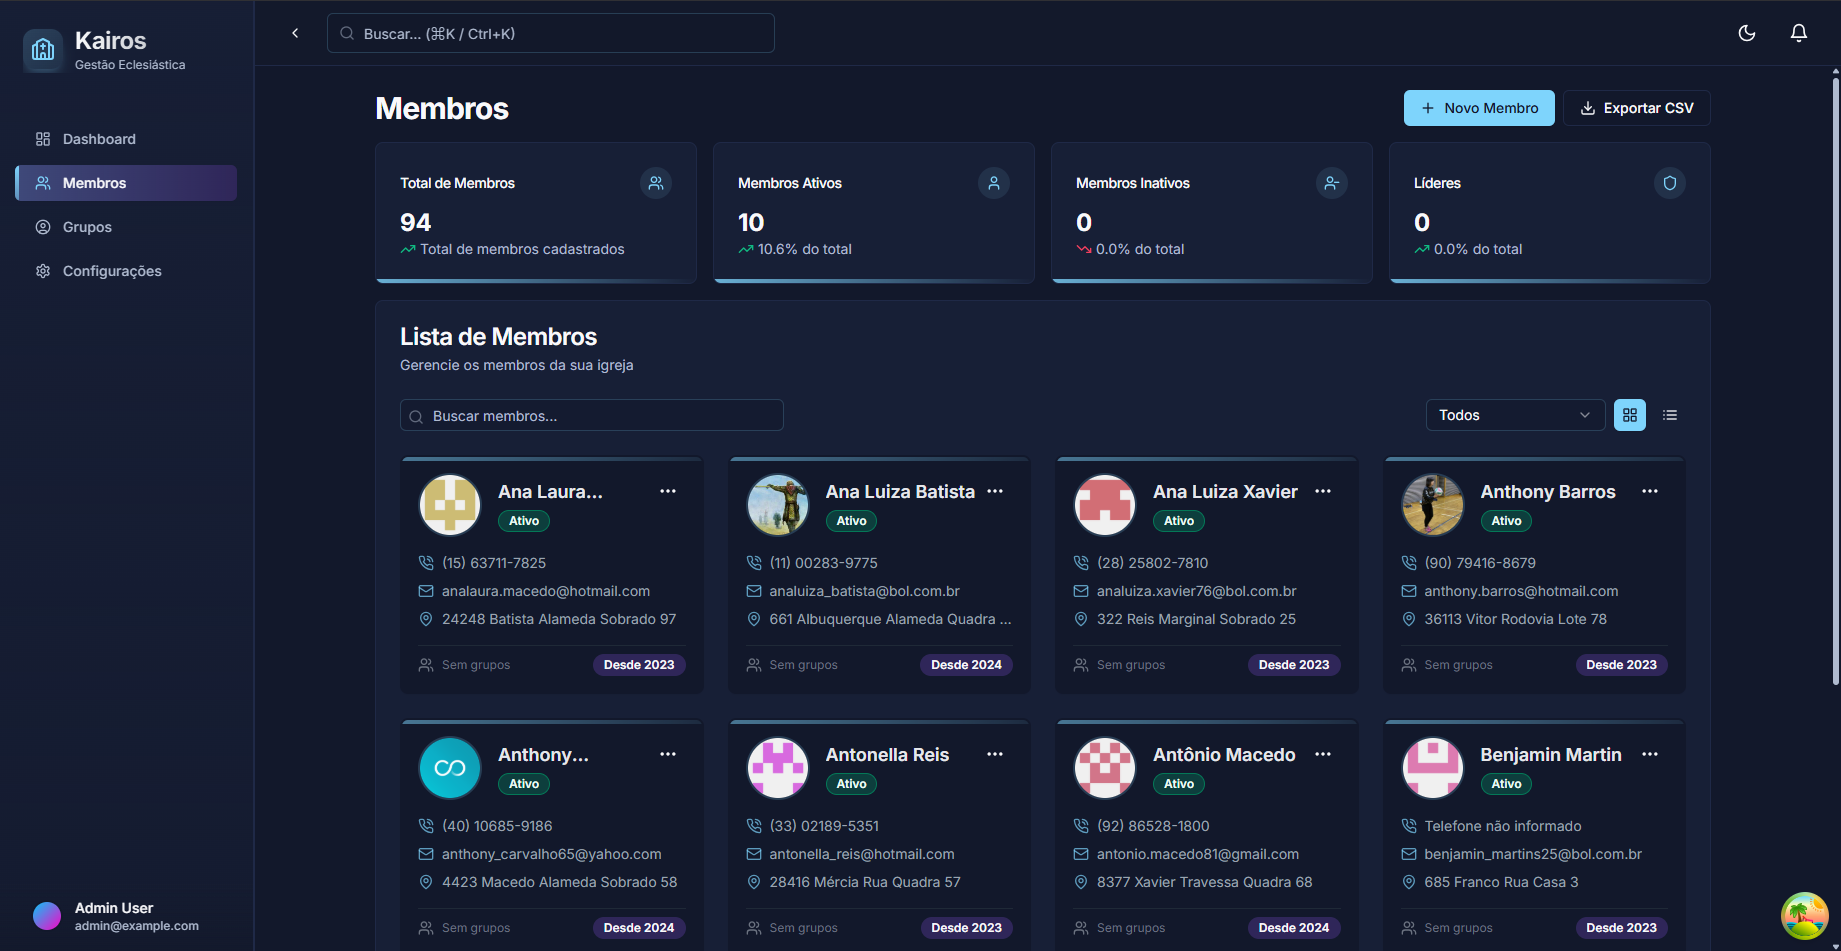 Kairos
Gestão Eclesiástica
Dashboard
Membros
Grupos
Configurações
Admin User
admin@example.com
Buscar... (⌘K / Ctrl+K)
Membros
Novo Membro
Exportar CSV
Total de Membros
94
Total de membros cadastrados
Membros Ativos
10
10.6% do total
Membros Inativos
0
0.0% do total
Líderes
0
0.0% do total
Lista de Membros
Gerencie os membros da sua igreja
Buscar membros...
Todos
Ana Laura...
Ativo
(15) 63711-7825
analaura.macedo@hotmail.com
24248 Batista Alameda Sobrado 97
Sem grupos
Desde 2023
Ana Luiza Batista
Ativo
(11) 00283-9775
analuiza_batista@bol.com.br
661 Albuquerque Alameda Quadra ...
Sem grupos
Desde 2024
Ana Luiza Xavier
Ativo
(28) 25802-7810
analuiza.xavier76@bol.com.br
322 Reis Marginal Sobrado 25
Sem grupos
Desde 2023
Anthony Barros
Ativo
(90) 79416-8679
anthony.barros@hotmail.com
36113 Vitor Rodovia Lote 78
Sem grupos
Desde 2023
Anthony...
Ativo
(40) 10685-9186
anthony_carvalho65@yahoo.com
4423 Macedo Alameda Sobrado 58
Sem grupos
Desde 2024
Antonella Reis
Ativo
(33) 02189-5351
antonella_reis@hotmail.com
28416 Mércia Rua Quadra 57
Sem grupos
Desde 2023
Antônio Macedo
Ativo
(92) 86528-1800
antonio.macedo81@gmail.com
8377 Xavier Travessa Quadra 68
Sem grupos
Desde 2024
Benjamin Martin
Ativo
Telefone não informado
benjamin_martins25@bol.com.br
685 Franco Rua Casa 3
Sem grupos
Desde 2023